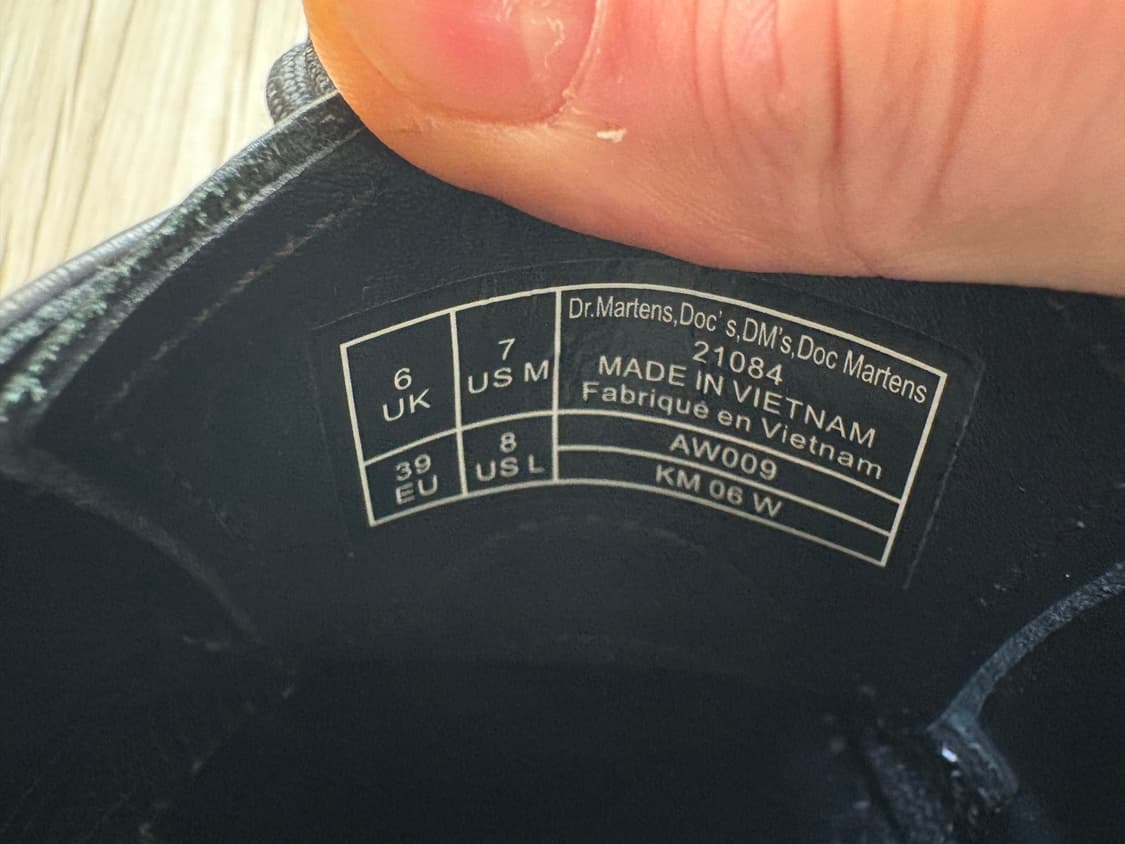 6
UK
7
US M
39
EU
8
US L
Dr.Martens,Doc's,DM's,Doc Martens
21084
MADE IN VIETNAM
Fabriqué en Vietnam
AW009
KM 06 W